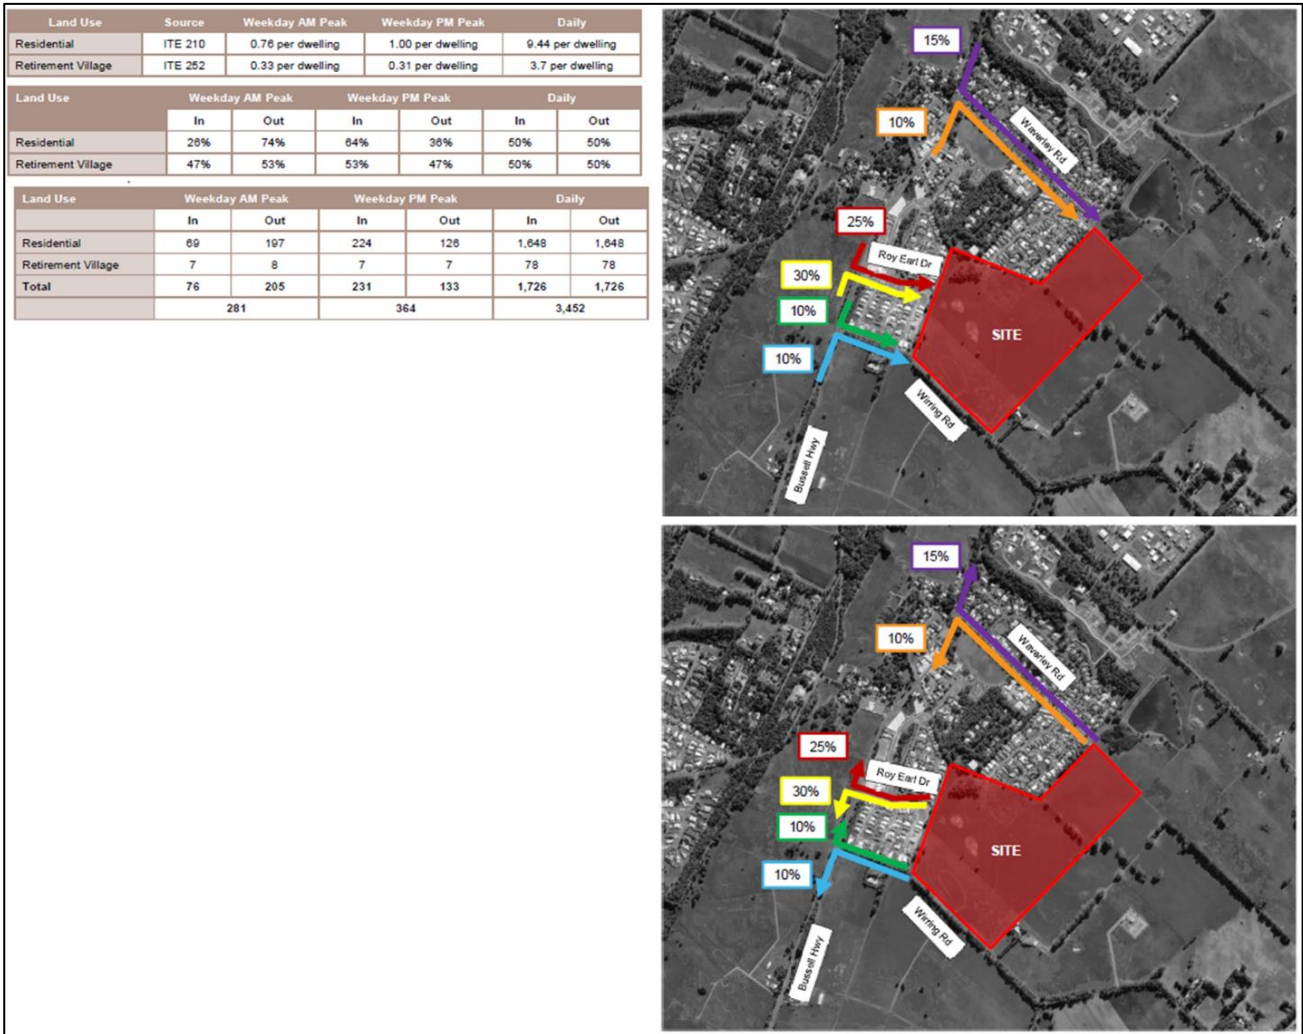 Land Use Source Weekday AM Peak Weekday PM Peak Daily
Residential ITE 210 0.76 per dwelling 1.00 per dwelling 9.44 per dwelling
Retirement Village ITE 252 0.33 per dwelling 0.31 per dwelling 3.7 per dwelling
Land Use Weekday AM Peak Weekday PM Peak Daily
In Out In Out In Out
Residential 26% 74% 64% 36% 50% 50%
Retirement Village 47% 53% 53% 47% 50% 50%
Land Use Weekday AM Peak Weekday PM Peak Daily
In Out In Out In Out
Residential 69 197 224 126 1,648 1,648
Retirement Village 7 8 7 7 78 78
Total 76 205 231 133 1,726 1,726
281 364 3,452
15%
10%
Waverley Rd
25%
Roy Earl Dr
30%
10%
SITE
10%
Wirring Rd
Bussell Hwy
15%
10%
Waverley Rd
25%
Roy Earl Dr
30%
10%
SITE
10%
Wirring Rd
Bussell Hwy